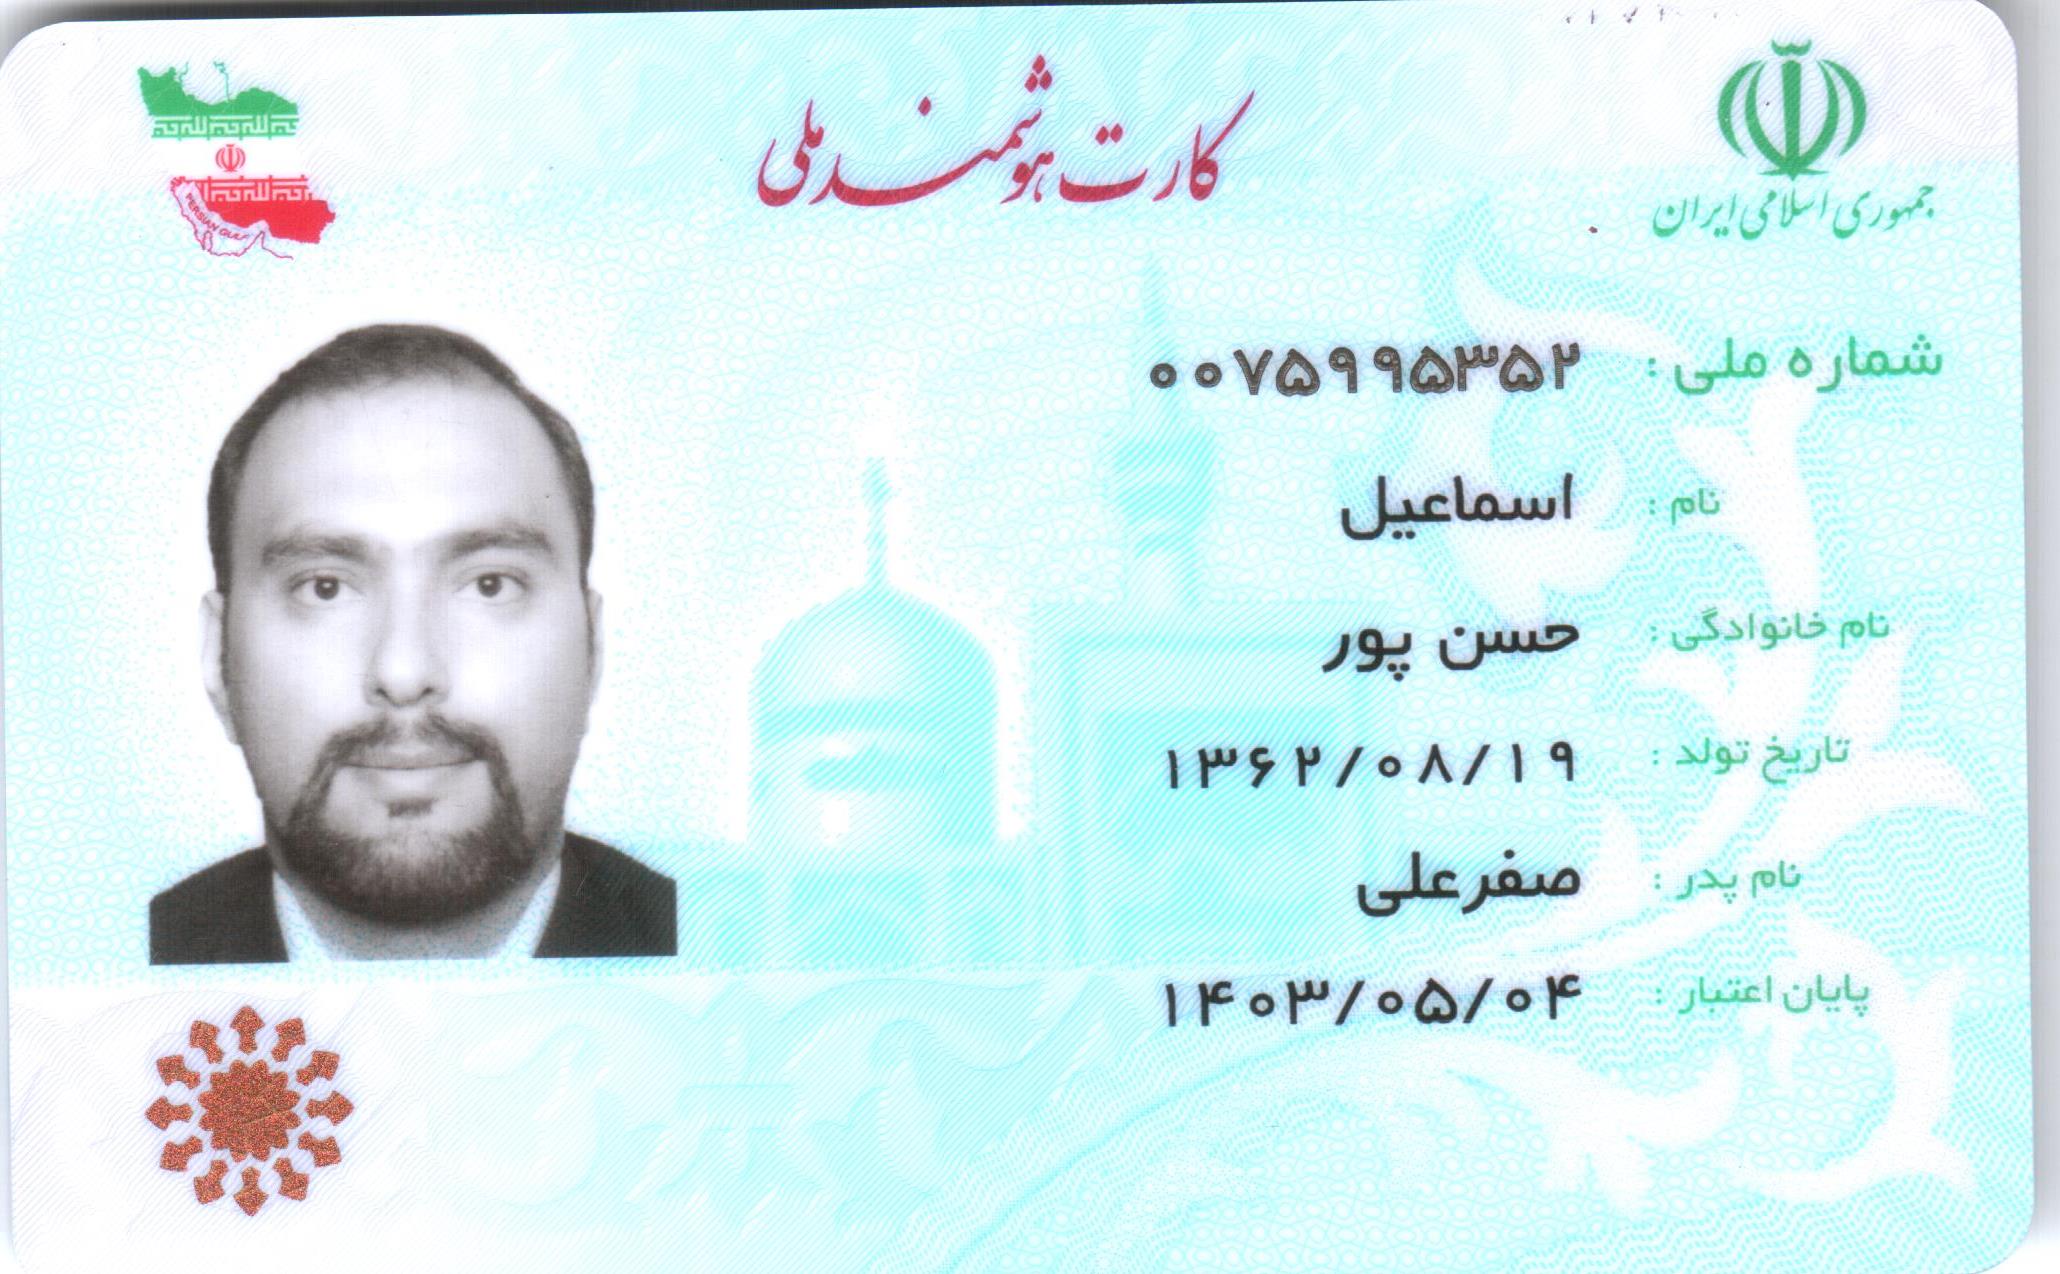 جمهوری اسلامی ایران
کارت هوشمند ملی
PERSIAN GULF
شماره ملی : ۰۰۷۵۹۹۵۳۵۲
نام : اسماعیل
نام خانوادگی : حسن پور
تاریخ تولد : ۱۳۶۲/۰۸/۱۹
نام پدر : صفرعلی
پایان اعتبار : ۱۴۰۳/۰۵/۰۴